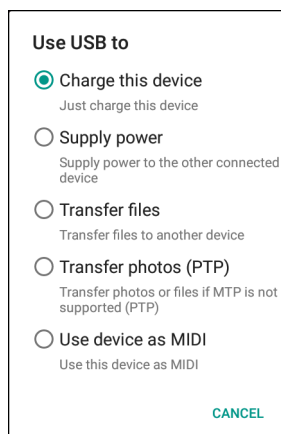 Use USB to
Charge this device
Just charge this device
Supply power
Supply power to the other connected
device
Transfer files
Transfer files to another device
Transfer photos (PTP)
Transfer photos or files if MTP is not
supported (PTP)
Use device as MIDI
Use this device as MIDI
CANCEL